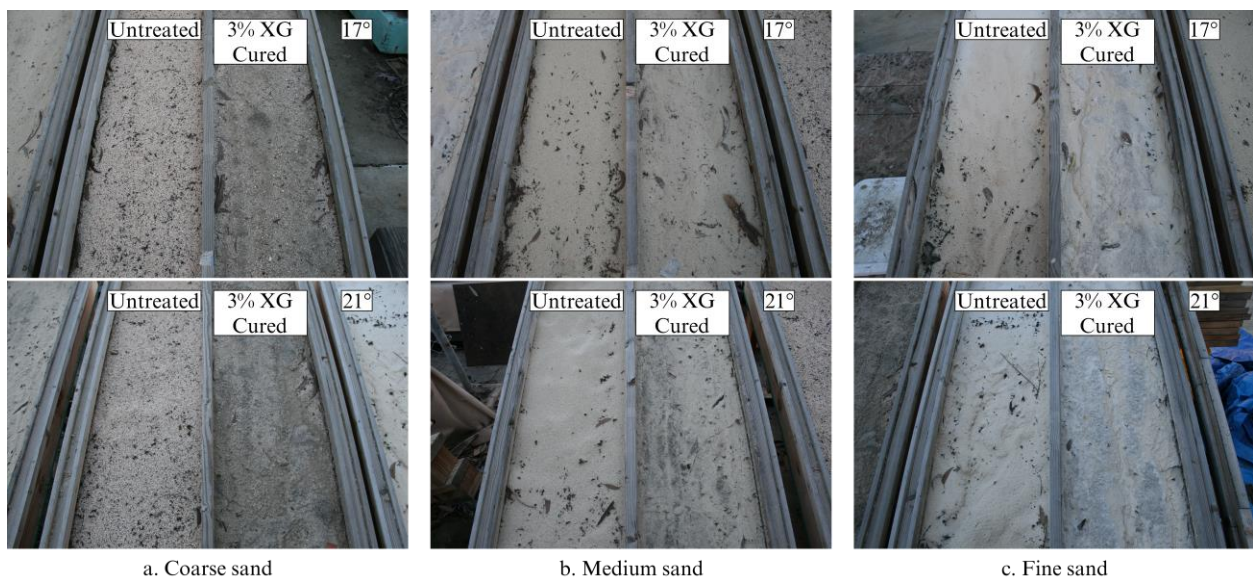 Untreated 3% XG Cured 17°
Untreated 3% XG Cured 17°
Untreated 3% XG Cured 17°
Untreated 3% XG Cured 21°
Untreated 3% XG Cured 21°
Untreated 3% XG Cured 21°
a. Coarse sand
b. Medium sand
c. Fine sand